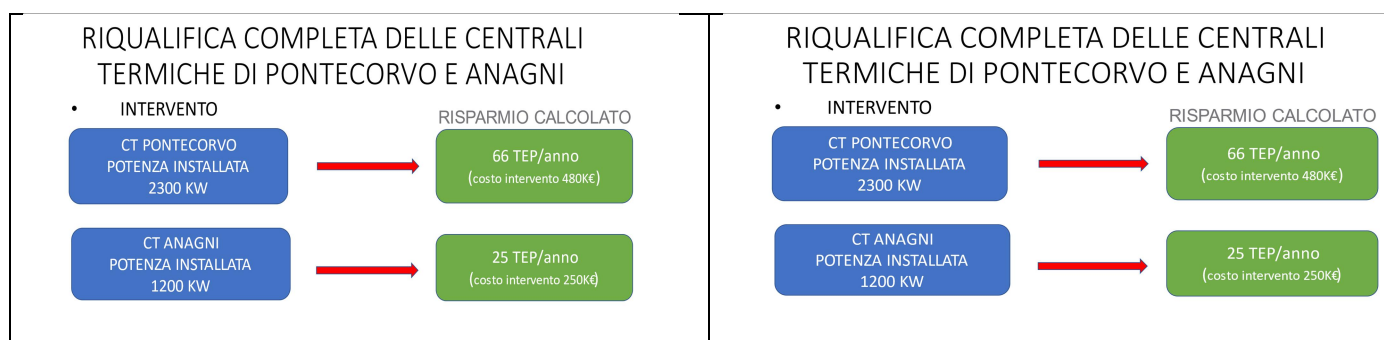 RIQUALIFICA COMPLETA DELLE CENTRALI
TERMICHE DI PONTECORVO E ANAGNI
• INTERVENTO
RISPARMIO CALCOLATO
CT PONTECORVO
POTENZA INSTALLATA
2300 KW
66 TEP/anno
(costo intervento 480K€)
CT ANAGNI
POTENZA INSTALLATA
1200 KW
25 TEP/anno
(costo intervento 250K€)
RIQUALIFICA COMPLETA DELLE CENTRALI
TERMICHE DI PONTECORVO E ANAGNI
• INTERVENTO
RISPARMIO CALCOLATO
CT PONTECORVO
POTENZA INSTALLATA
2300 KW
66 TEP/anno
(costo intervento 480K€)
CT ANAGNI
POTENZA INSTALLATA
1200 KW
25 TEP/anno
(costo intervento 250K€)